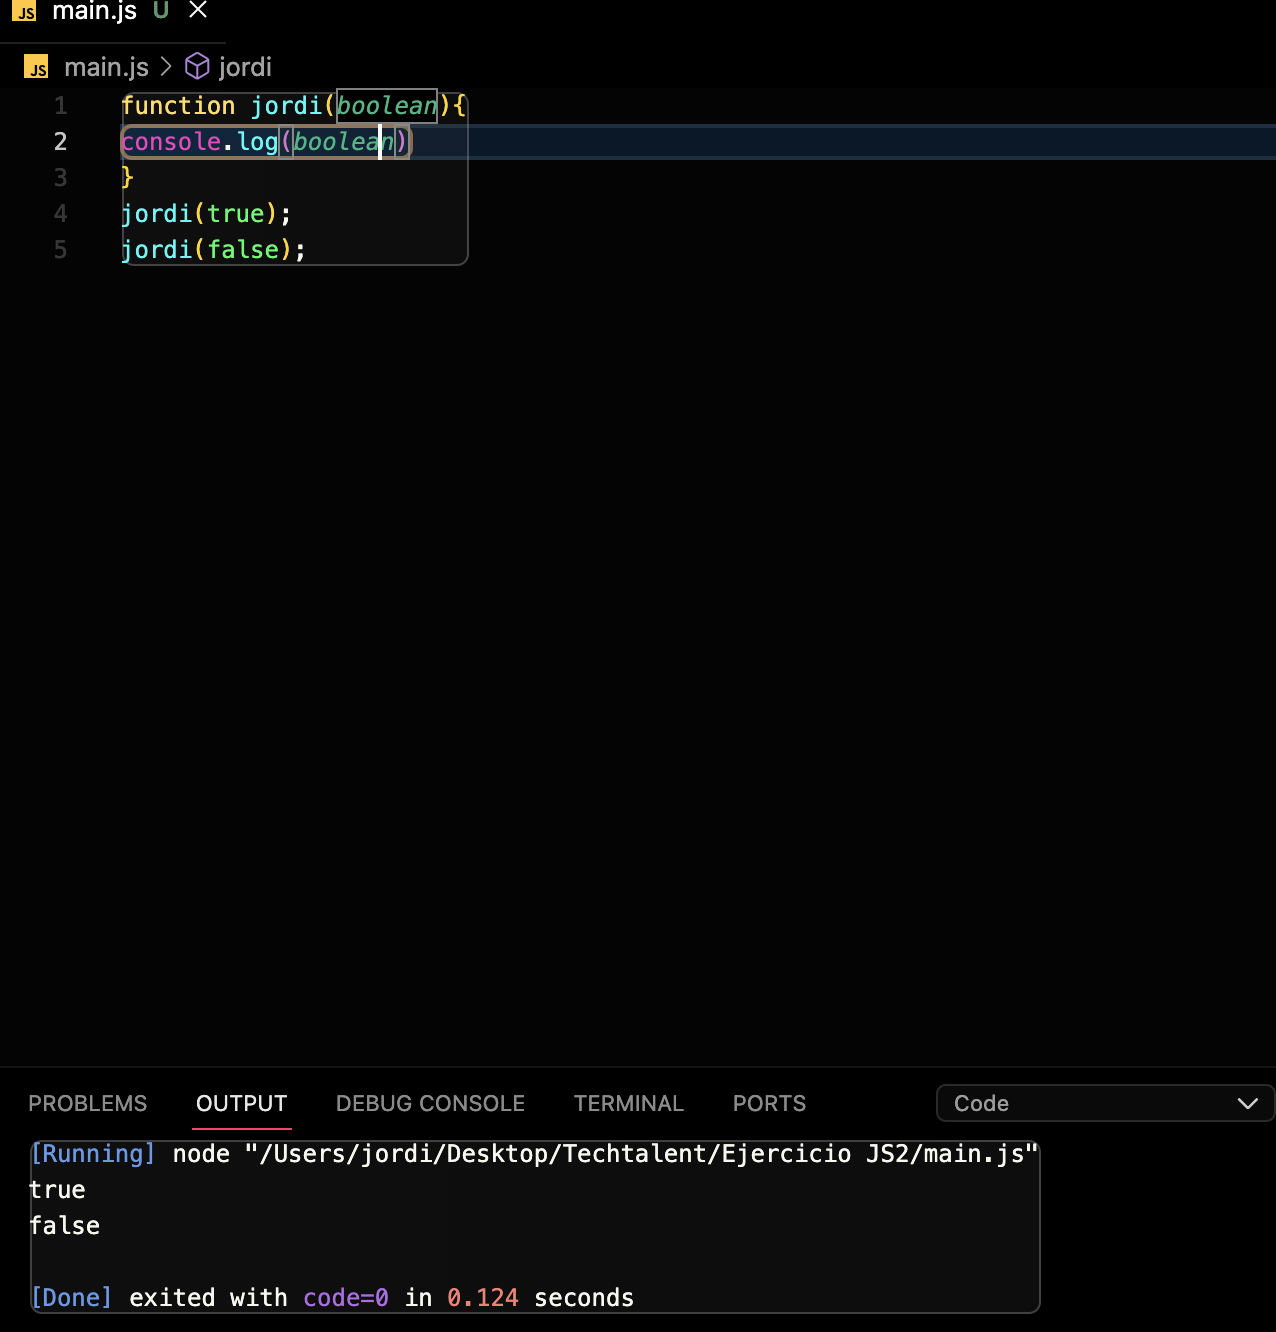 JS main.js U
JS main.js > jordi
1 function jordi(boolean){
2 console.log(boolean)
3 }
4 jordi(true);
5 jordi(false);
PROBLEMS OUTPUT DEBUG CONSOLE TERMINAL PORTS Code
[Running] node "/Users/jordi/Desktop/Techtalent/Ejercicio JS2/main.js"
true
false
[Done] exited with code=0 in 0.124 seconds